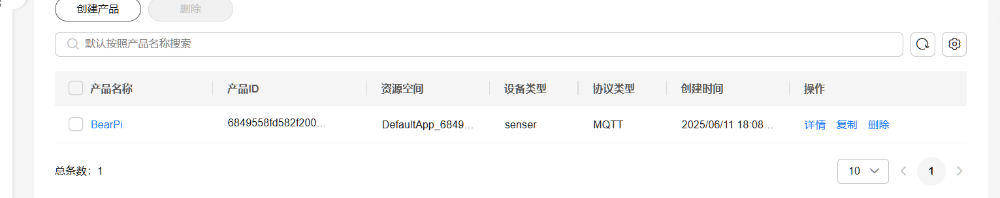 创建产品 删除
默认按照产品名称搜索
产品名称 产品ID 资源空间 设备类型 协议类型 创建时间 操作
BearPi 6849558fd582f200... DefaultApp_6849... senser MQTT 2025/06/11 18:08... 详情 复制 删除
总条数：1 10 1